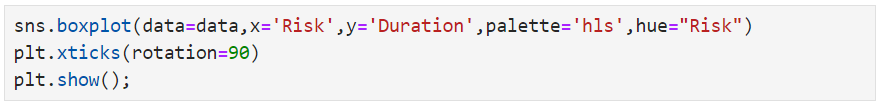 sns.boxplot(data=data,x='Risk',y='Duration',palette='hls',hue="Risk")
plt.xticks(rotation=90)
plt.show();